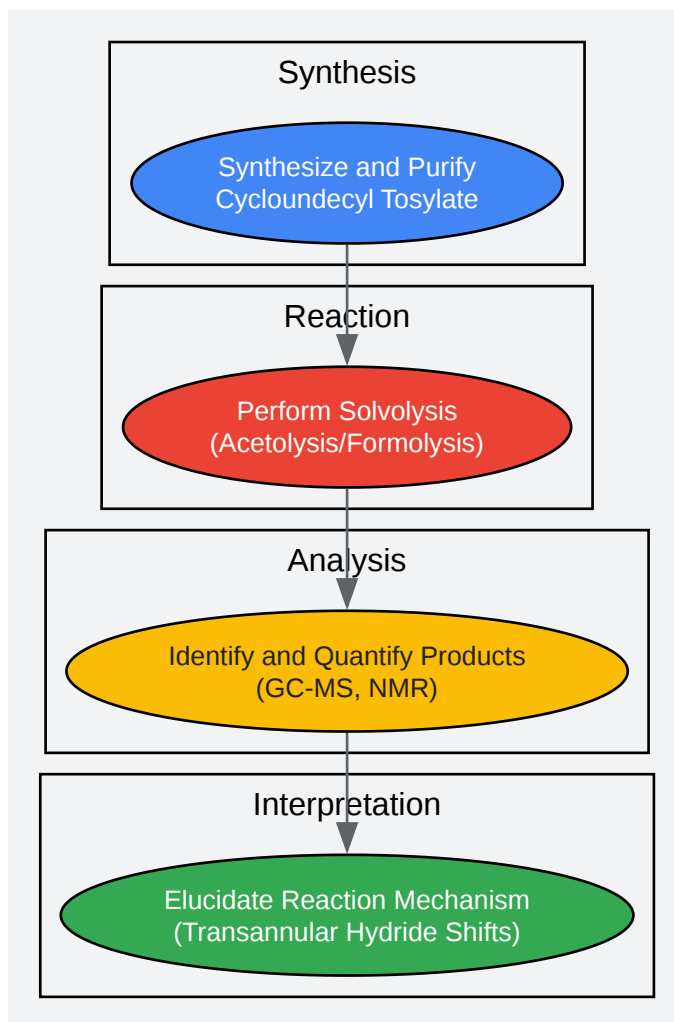 Synthesis
Synthesize and Purify
Cycloundecyl Tosylate
Reaction
Perform Solvolysis
(Acetolysis/Formolysis)
Analysis
Identify and Quantify Products
(GC-MS, NMR)
Interpretation
Elucidate Reaction Mechanism
(Transannular Hydride Shifts)